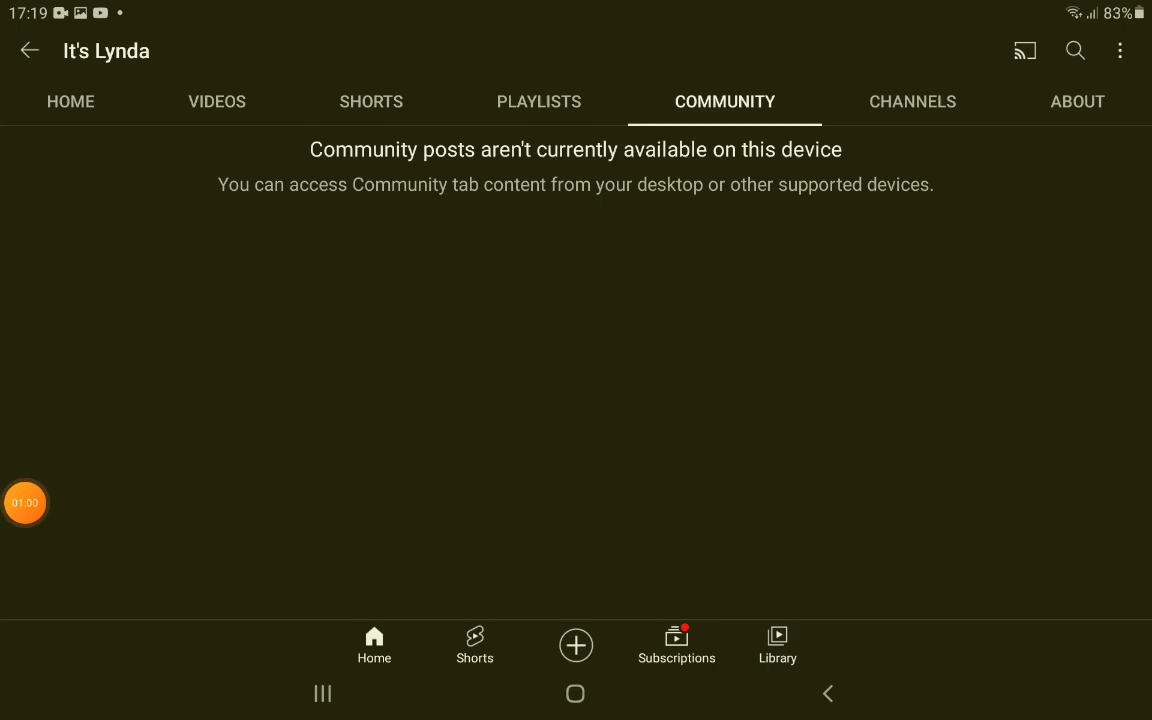 17:19 83%
It's Lynda
HOME VIDEOS SHORTS PLAYLISTS COMMUNITY CHANNELS ABOUT
Community posts aren't currently available on this device
You can access Community tab content from your desktop or other supported devices.
01:00
Home Shorts Subscriptions Library